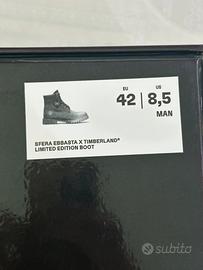 EU US
42 8,5
MAN
SFERA EBBASTA X TIMBERLAND®
LIMITED EDITION BOOT
subito